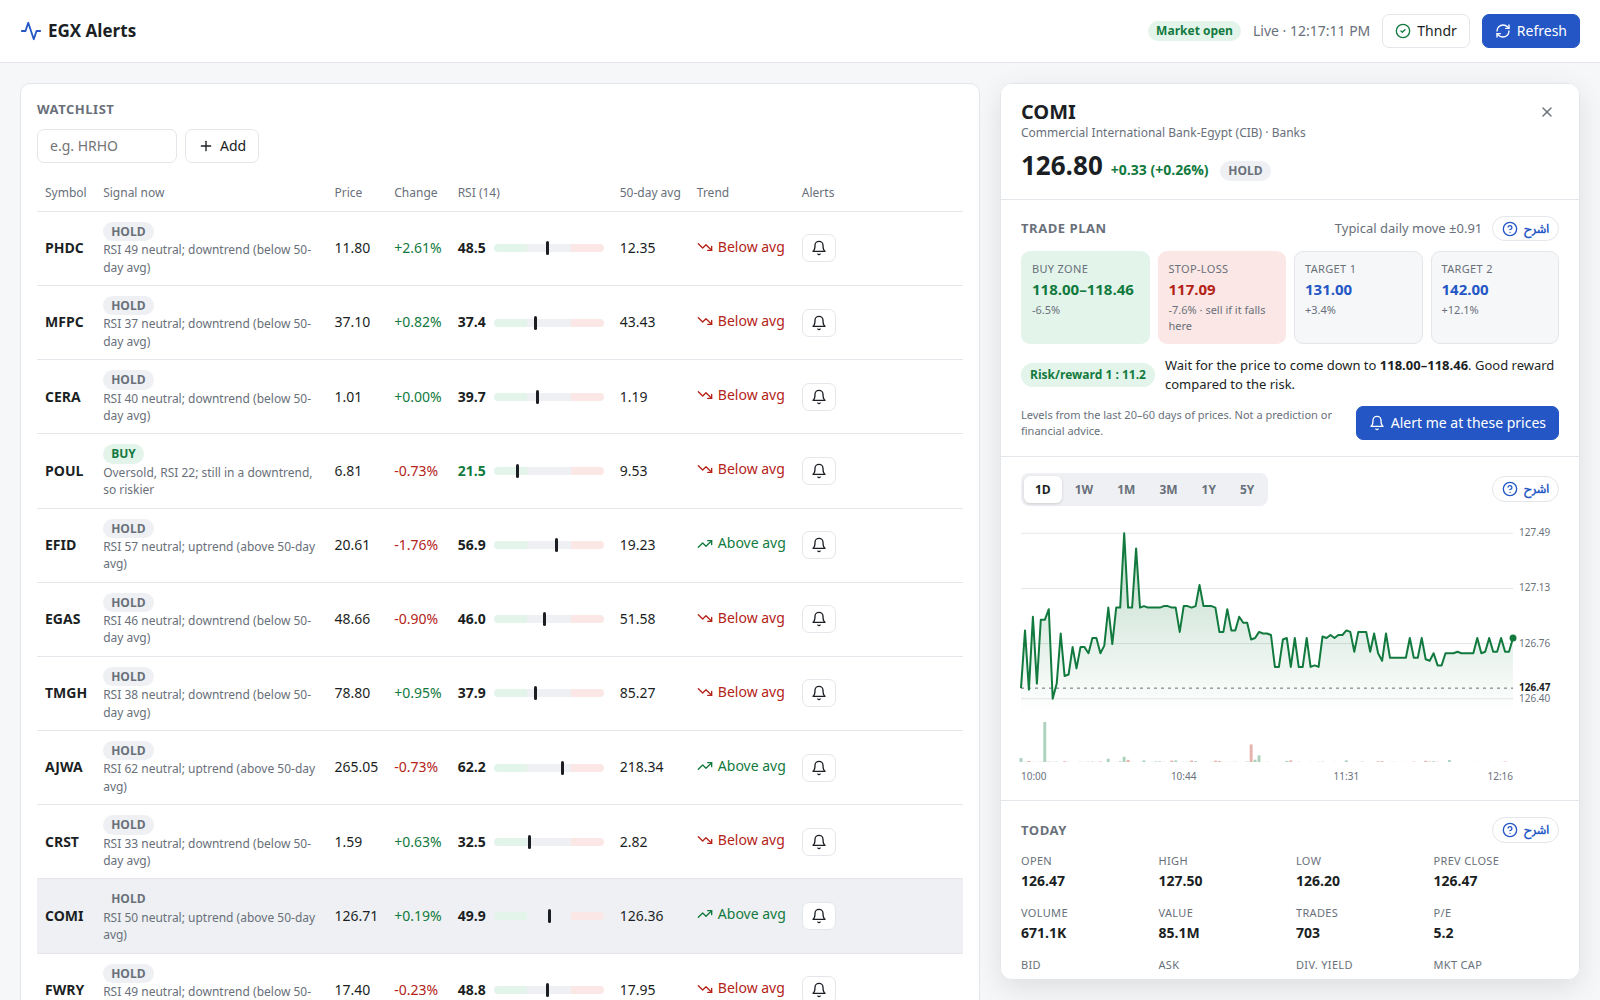 EGX Alerts
Market open
Live · 12:17:11 PM
Thndr
Refresh
WATCHLIST
e.g. HRHO
Add
Symbol Signal now Price Change RSI (14) 50-day avg Trend Alerts
HOLD
PHDC RSI 49 neutral; downtrend (below 50- 11.80 +2.61% 48.5 12.35 Below avg
day avg)
HOLD
MFPC RSI 37 neutral; downtrend (below 50- 37.10 +0.82% 37.4 43.43 Below avg
day avg)
HOLD
CERA RSI 40 neutral; downtrend (below 50- 1.01 +0.00% 39.7 1.19 Below avg
day avg)
BUY
POUL Oversold, RSI 22; still in a downtrend, 6.81 -0.73% 21.5 9.53 Below avg
so riskier
HOLD
EFID RSI 57 neutral; uptrend (above 50-day 20.61 -1.76% 56.9 19.23 Above avg
avg)
HOLD
EGAS RSI 46 neutral; downtrend (below 50- 48.66 -0.90% 46.0 51.58 Below avg
day avg)
HOLD
TMGH RSI 38 neutral; downtrend (below 50- 78.80 +0.95% 37.9 85.27 Below avg
day avg)
HOLD
AJWA RSI 62 neutral; uptrend (above 50-day 265.05 -0.73% 62.2 218.34 Above avg
avg)
HOLD
CRST RSI 33 neutral; downtrend (below 50- 1.59 +0.63% 32.5 2.82 Below avg
day avg)
HOLD
COMI RSI 50 neutral; uptrend (above 50-day 126.71 +0.19% 49.9 126.36 Above avg
avg)
HOLD
FWRY RSI 49 neutral; downtrend (below 50- 17.40 -0.23% 48.8 17.95 Below avg
COMI
Commercial International Bank-Egypt (CIB) · Banks
126.80 +0.33 (+0.26%) HOLD
TRADE PLAN
Typical daily move ±0.91
اشرح
BUY ZONE
118.00–118.46
-6.5%
STOP-LOSS
117.09
-7.6% · sell if it falls
here
TARGET 1
131.00
+3.4%
TARGET 2
142.00
+12.1%
Risk/reward 1 : 11.2
Wait for the price to come down to 118.00–118.46. Good reward
compared to the risk.
Levels from the last 20–60 days of prices. Not a prediction or
financial advice.
Alert me at these prices
1D 1W 1M 3M 1Y 5Y
اشرح
127.49
127.13
126.76
126.47
126.40
10:00 10:44 11:31 12:16
TODAY
اشرح
OPEN HIGH LOW PREV CLOSE
126.47 127.50 126.20 126.47
VOLUME VALUE TRADES P/E
671.1K 85.1M 703 5.2
BID ASK DIV. YIELD MKT CAP